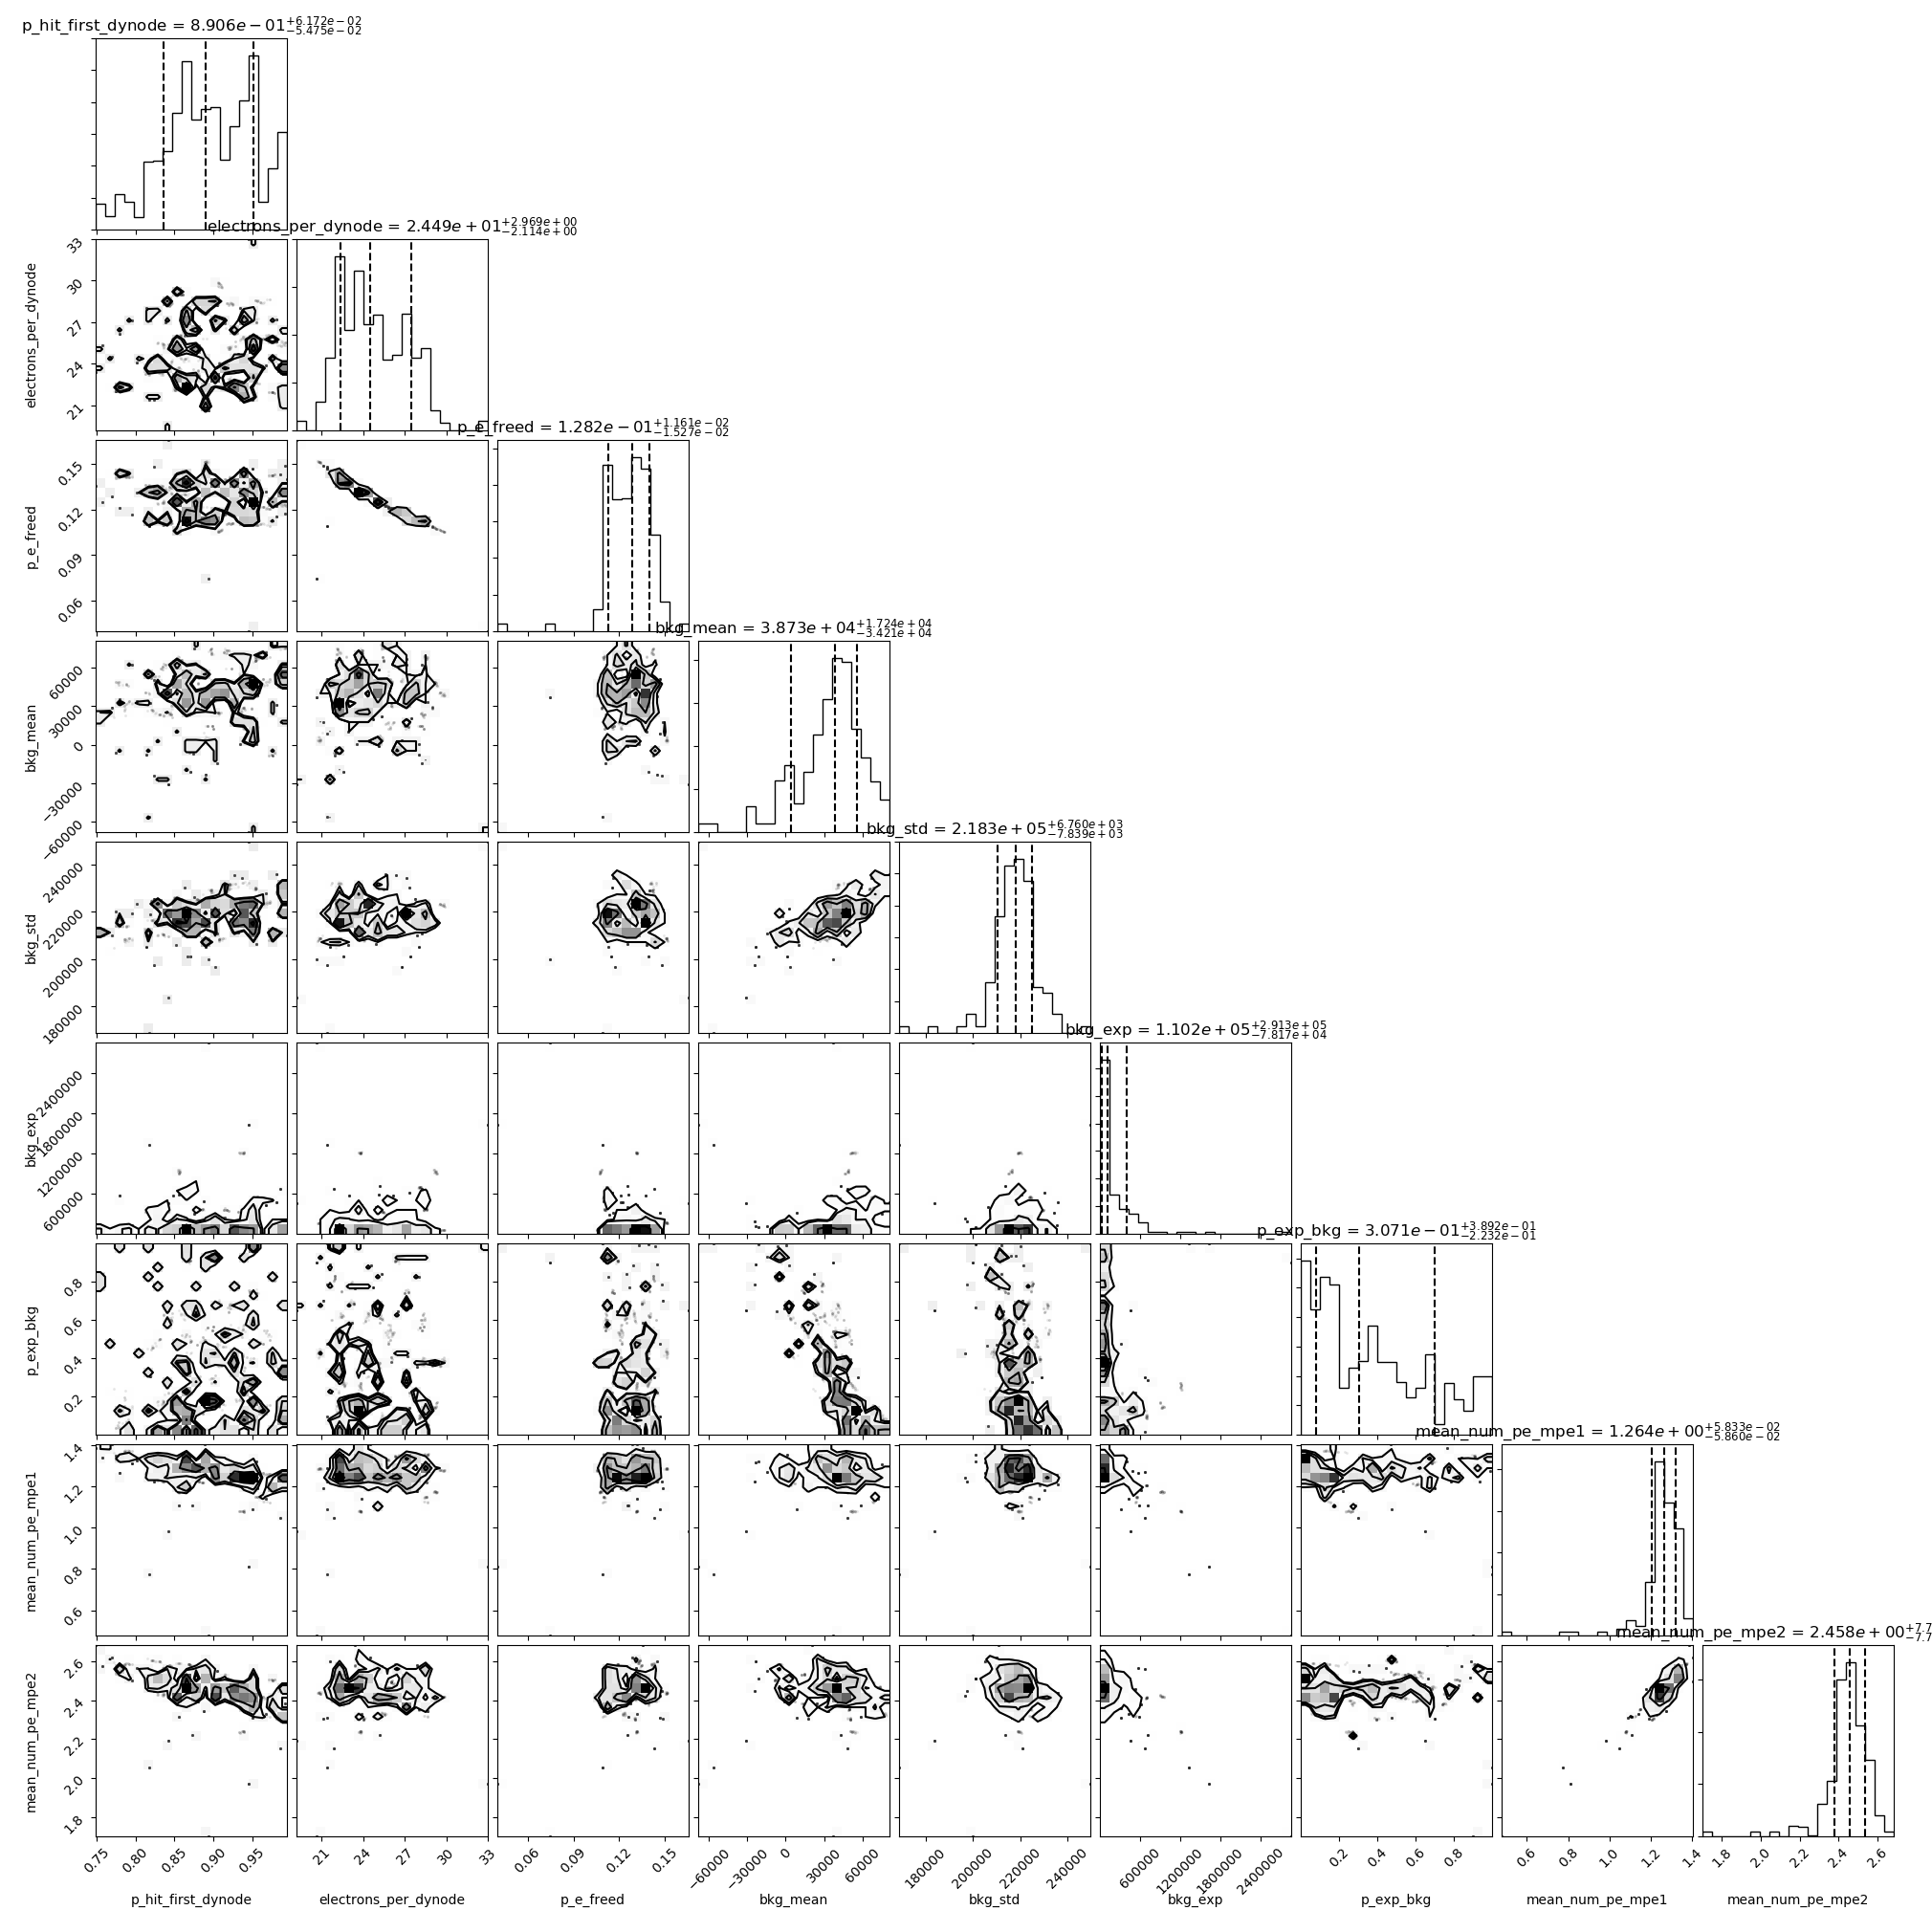 p_hit_first_dynode = 8.906e−01 +6.172e−02 −5.475e−02
electrons_per_dynode = 2.449e+01 +2.969e+00 −2.114e+00
electrons_per_dynode
33
30
27
24
21
p_e_freed = 1.282e−01 +1.161e−02 −1.527e−02
p_e_freed
0.15
0.12
0.09
0.06
bkg_mean = 3.873e+04 +1.724e+04 −3.421e+04
bkg_mean
60000
30000
0
−30000
−60000
bkg_std = 2.183e+05 +6.760e+03 −7.839e+03
bkg_std
240000
220000
200000
180000
bkg_exp = 1.102e+05 +2.913e+05 −7.817e+04
bkg_exp
2400000
1800000
1200000
600000
p_exp_bkg = 3.071e−01 +3.892e−01 −2.232e−01
p_exp_bkg
0.8
0.6
0.4
0.2
mean_num_pe_mpe1 = 1.264e+00 +5.833e−02 −5.860e−02
mean_num_pe_mpe1
1.4
1.2
1.0
0.8
0.6
mean_num_pe_mpe2 = 2.458e+00 +7.7 −7.7
mean_num_pe_mpe2
2.6
2.4
2.2
2.0
1.8
0.75 0.80 0.85 0.90 0.95 21 24 27 30 33 0.06 0.09 0.12 0.15 −60000 −30000 0 30000 60000 180000 200000 220000 240000 600000 1200000 1800000 2400000 0.2 0.4 0.6 0.8 0.6 0.8 1.0 1.2 1.4 1.8 2.0 2.2 2.4 2.6
p_hit_first_dynode electrons_per_dynode p_e_freed bkg_mean bkg_std bkg_exp p_exp_bkg mean_num_pe_mpe1 mean_num_pe_mpe2